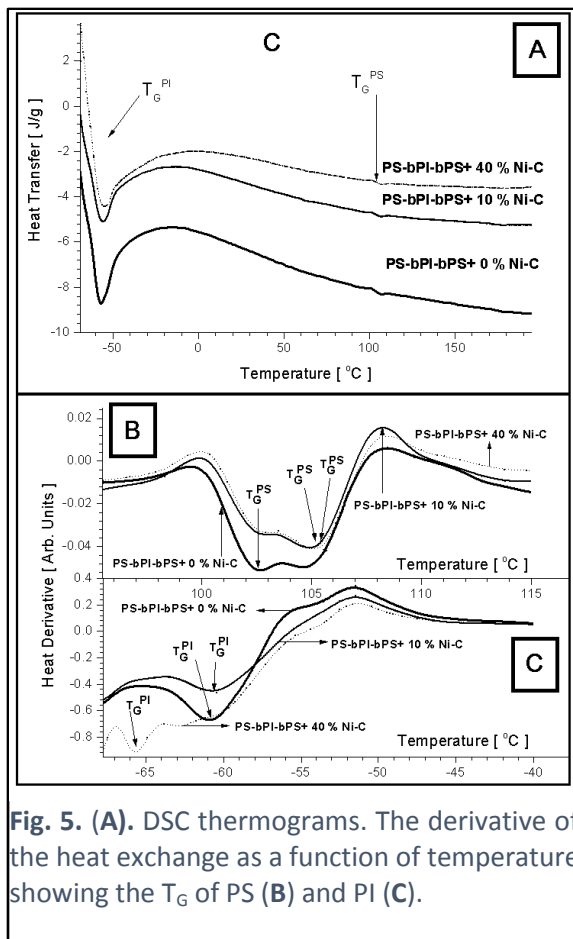 C
A
T_G^PI
T_G^PS
Heat Transfer [ J/g ]
2
0
-2
-4
-6
-8
-10
PS-bPI-bPS+ 40 % Ni-C
PS-bPI-bPS+ 10 % Ni-C
PS-bPI-bPS+ 0 % Ni-C
-50 0 50 100 150
Temperature [ °C ]
B
Heat Derivative [ Arb. Units ]
0.02
0.00
-0.02
-0.04
PS-bPI-bPS+ 40 % Ni-C
T_G^PS
T_G^PS
T_G^PS
PS-bPI-bPS+ 10 % Ni-C
PS-bPI-bPS+ 0 % Ni-C
Temperature [ °C ]
100 105 110 115
0.4
0.2
0.0
-0.2
-0.4
-0.6
-0.8
PS-bPI-bPS+ 0 % Ni-C
PS-bPI-bPS+ 10 % Ni-C
T_G^PI
T_G^PI
T_G^PI
C
PS-bPI-bPS+ 40 % Ni-C
Temperature [ °C ]
-65 -60 -55 -50 -45 -40
Fig. 5. (A). DSC thermograms. The derivative of
the heat exchange as a function of temperature
showing the T_G of PS (B) and PI (C).